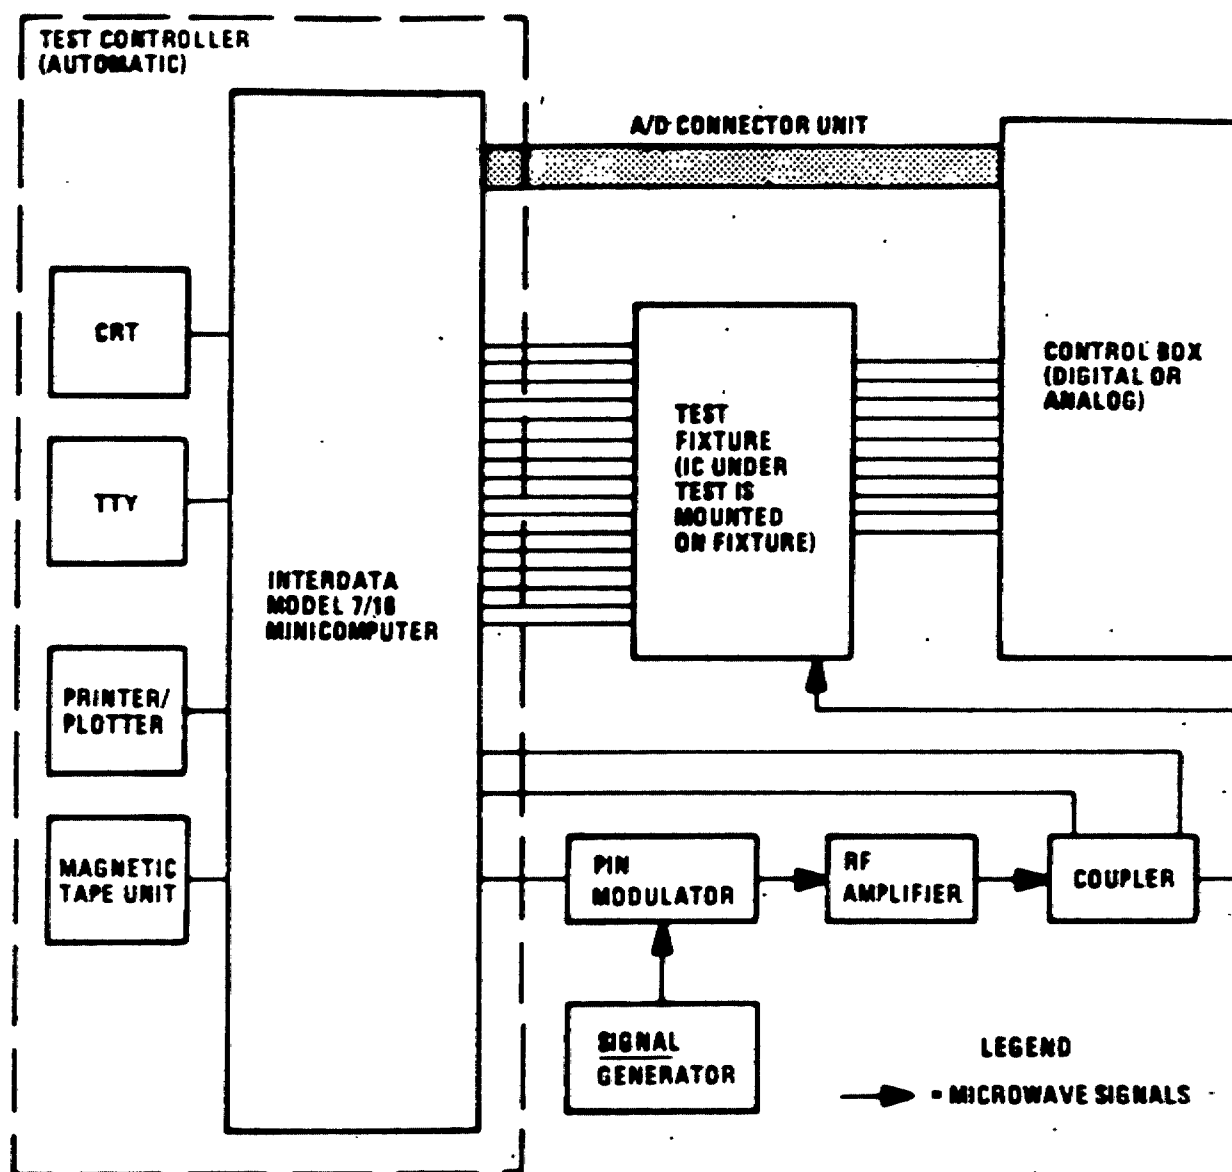 TEST CONTROLLER
(AUTOMATIC)
A/D CONNECTOR UNIT
CRT
TTY
PRINTER/
PLOTTER
MAGNETIC
TAPE UNIT
INTERDATA
MODEL 7/16
MINICOMPUTER
TEST
FIXTURE
(IC UNDER
TEST IS
MOUNTED
ON FIXTURE)
CONTROL BOX
(DIGITAL OR
ANALOG)
PIN
MODULATOR
RF
AMPLIFIER
COUPLER
SIGNAL
GENERATOR
LEGEND
= MICROWAVE SIGNALS